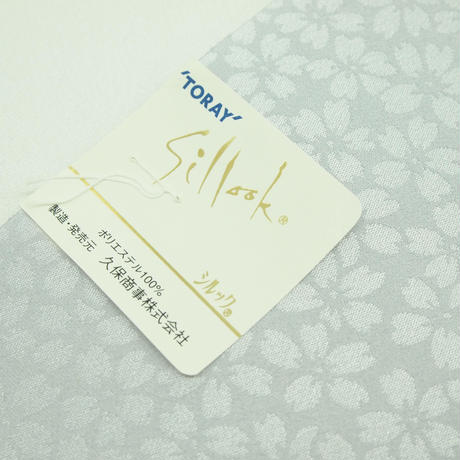 'TORAY'
Sillook®
シルック®
ポリエステル100%
製造・発売元 久保商事株式会社